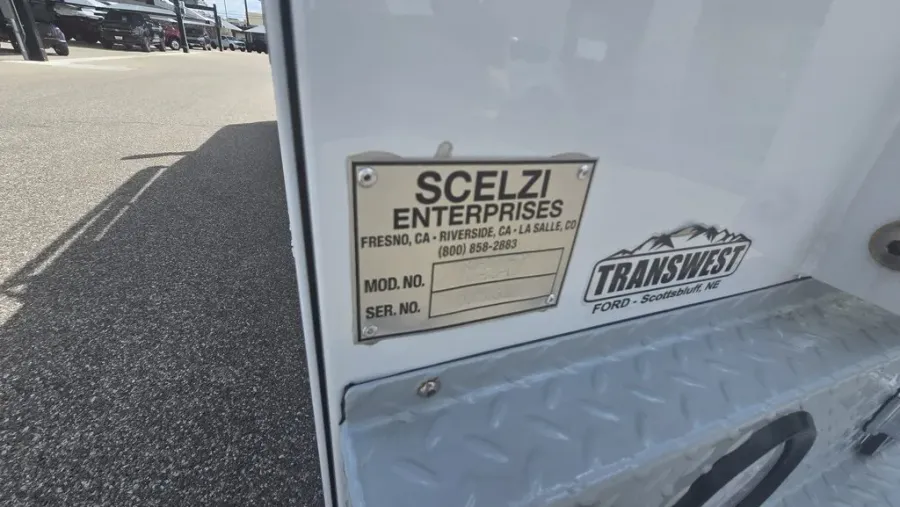 SCELZI
ENTERPRISES
FRESNO, CA - RIVERSIDE, CA - LA SALLE, CO
(800) 858-2883
MOD. NO.
SER. NO.
TRANSWEST
FORD - Scottsbluff, NE